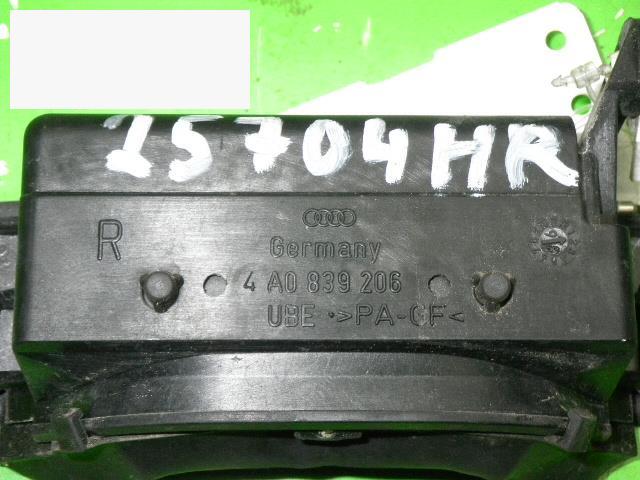 15704HR
R
Germany
4 A0 839 206
UBE >PA-GF<